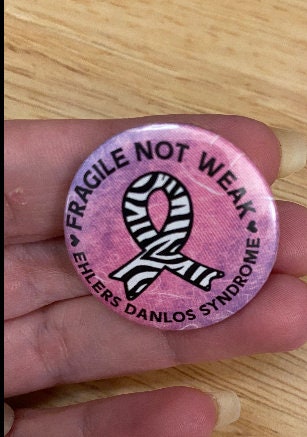 FRAGILE NOT WEAK
EHLERS DANLOS SYNDROME